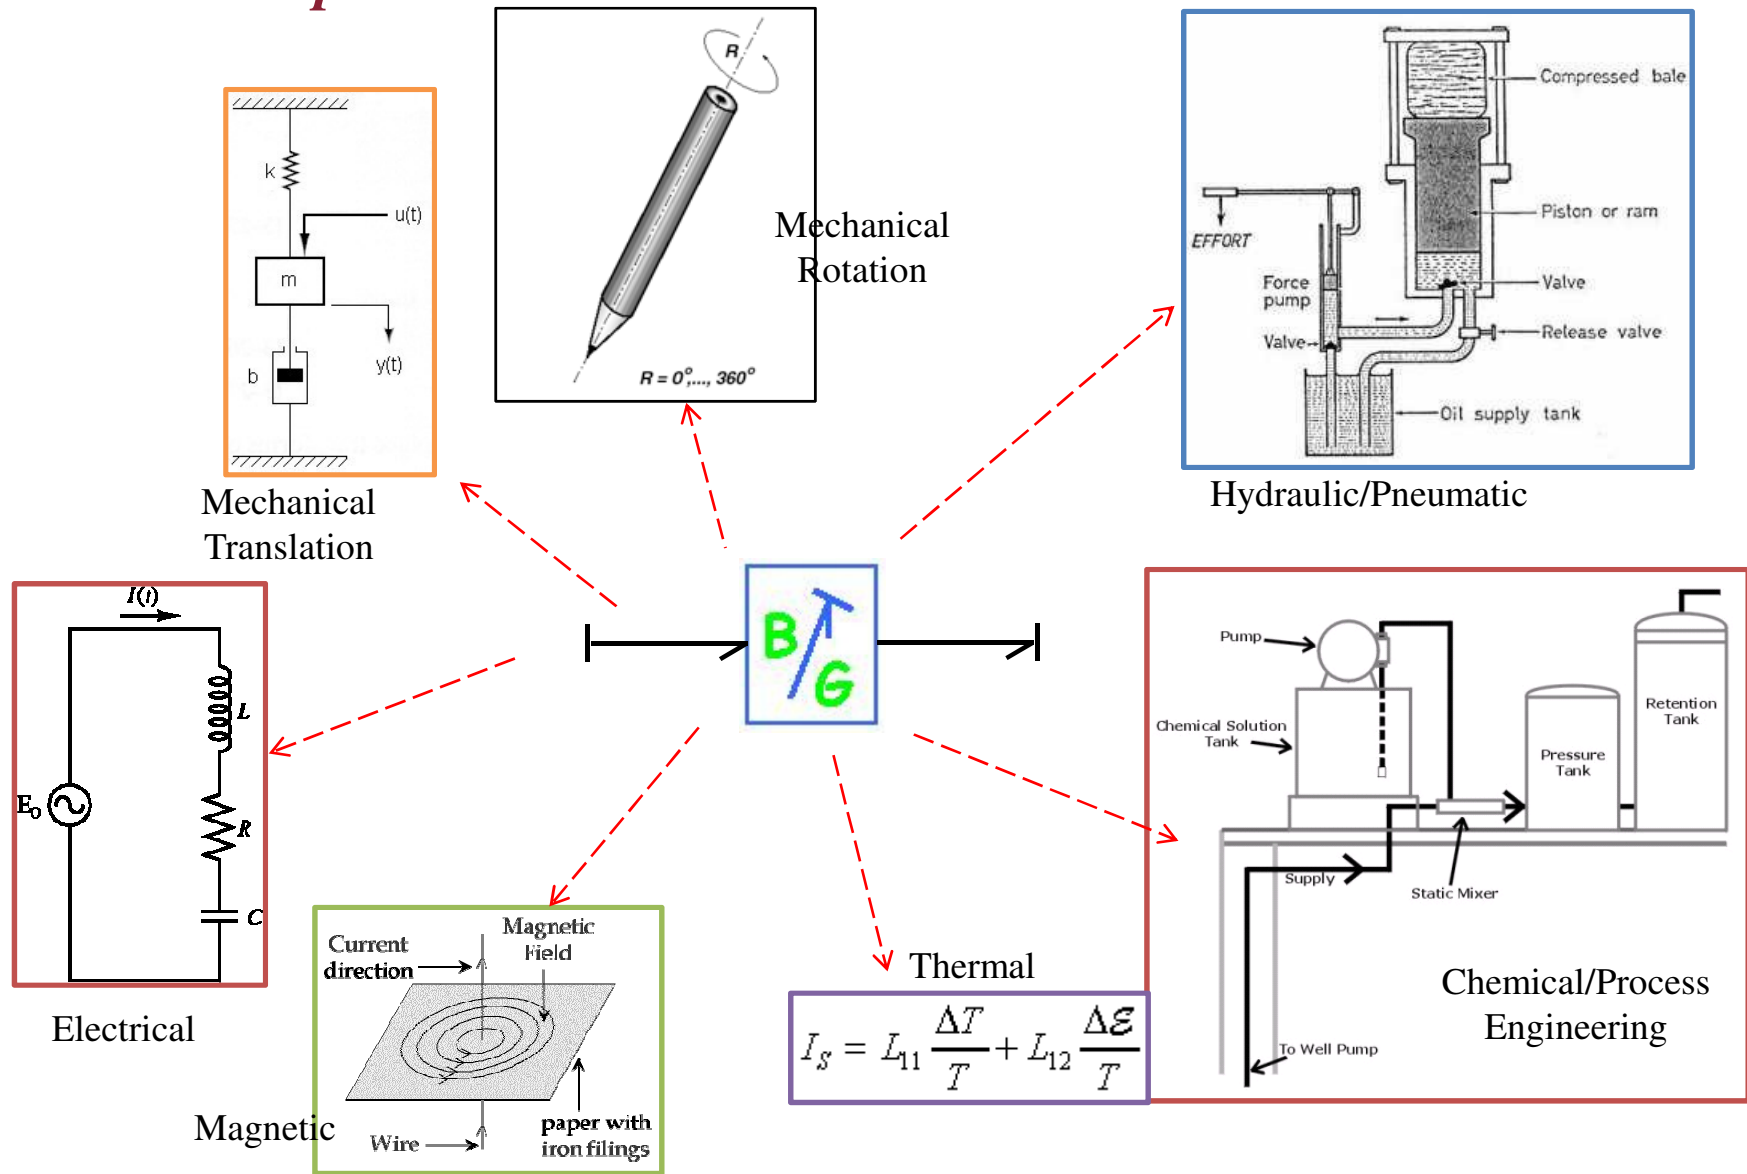 R
R = 0°,..., 360°
Mechanical
Rotation
k
u(t)
m
b
y(t)
Mechanical
Translation
Compressed bale
Piston or ram
EFFORT
Force
pump
Valve
Valve
Release valve
Oil supply tank
Hydraulic/Pneumatic
I(t)
L
E₀
R
C
Electrical
B
G
Pump
Chemical Solution
Tank
Retention
Tank
Pressure
Tank
Supply
Static Mixer
To Well Pump
Chemical/Process
Engineering
Current
direction
Magnetic
Field
Wire
paper with
iron filings
Magnetic
Thermal
I_S = L₁₁ ΔT/T + L₁₂ Δℰ/T